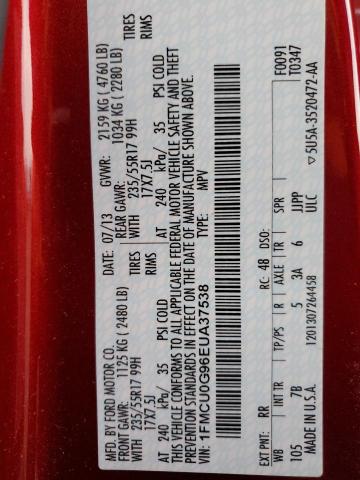 MFD. BY FORD MOTOR CO.
DATE: 07/13 GVWR: 2159 KG ( 4760 LB)
FRONT GAWR: 1125 KG ( 2480 LB) REAR GAWR: 1034 KG ( 2280 LB)
WITH 235/55R17 99H TIRES WITH 235/55R17 99H TIRES
17X7.5J RIMS 17X7.5J RIMS
AT 240 kPa/ 35 PSI COLD AT 240 kPa/ 35 PSI COLD
THIS VEHICLE CONFORMS TO ALL APPLICABLE FEDERAL MOTOR VEHICLE SAFETY AND THEFT
PREVENTION STANDARDS IN EFFECT ON THE DATE OF MANUFACTURE SHOWN ABOVE.
VIN: 1FMCU0G96EUA37538 TYPE: MPV
EXT PNT: RR RC: 48 DSO: F0091
T0347
WB INT TR TP/PS R AXLE TR SPR
105 7B 5 3A 6 JJPP
ULC
MADE IN U.S.A. 1201307264458 ▽5U5A-3520472-AA